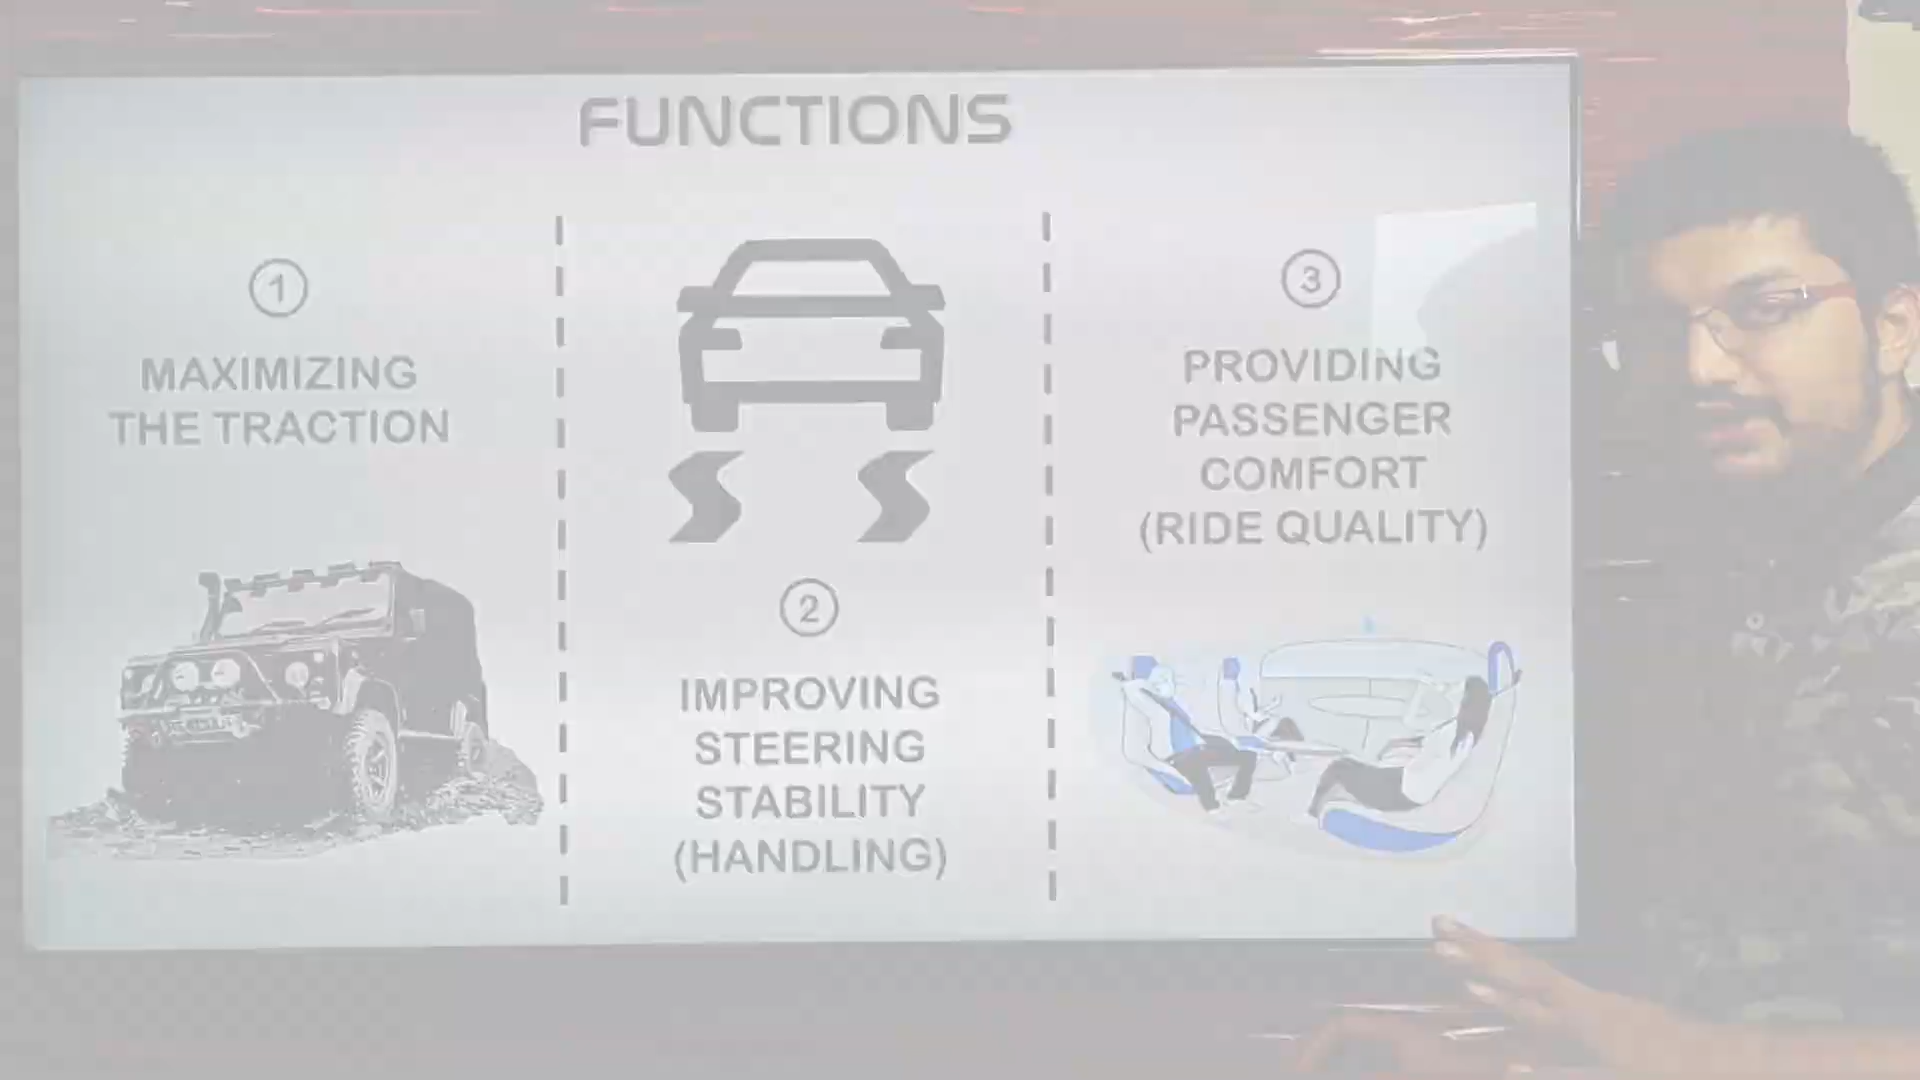 FUNCTIONS
1
MAXIMIZING
THE TRACTION
2
IMPROVING
STEERING
STABILITY
(HANDLING)
3
PROVIDING
PASSENGER
COMFORT
(RIDE QUALITY)